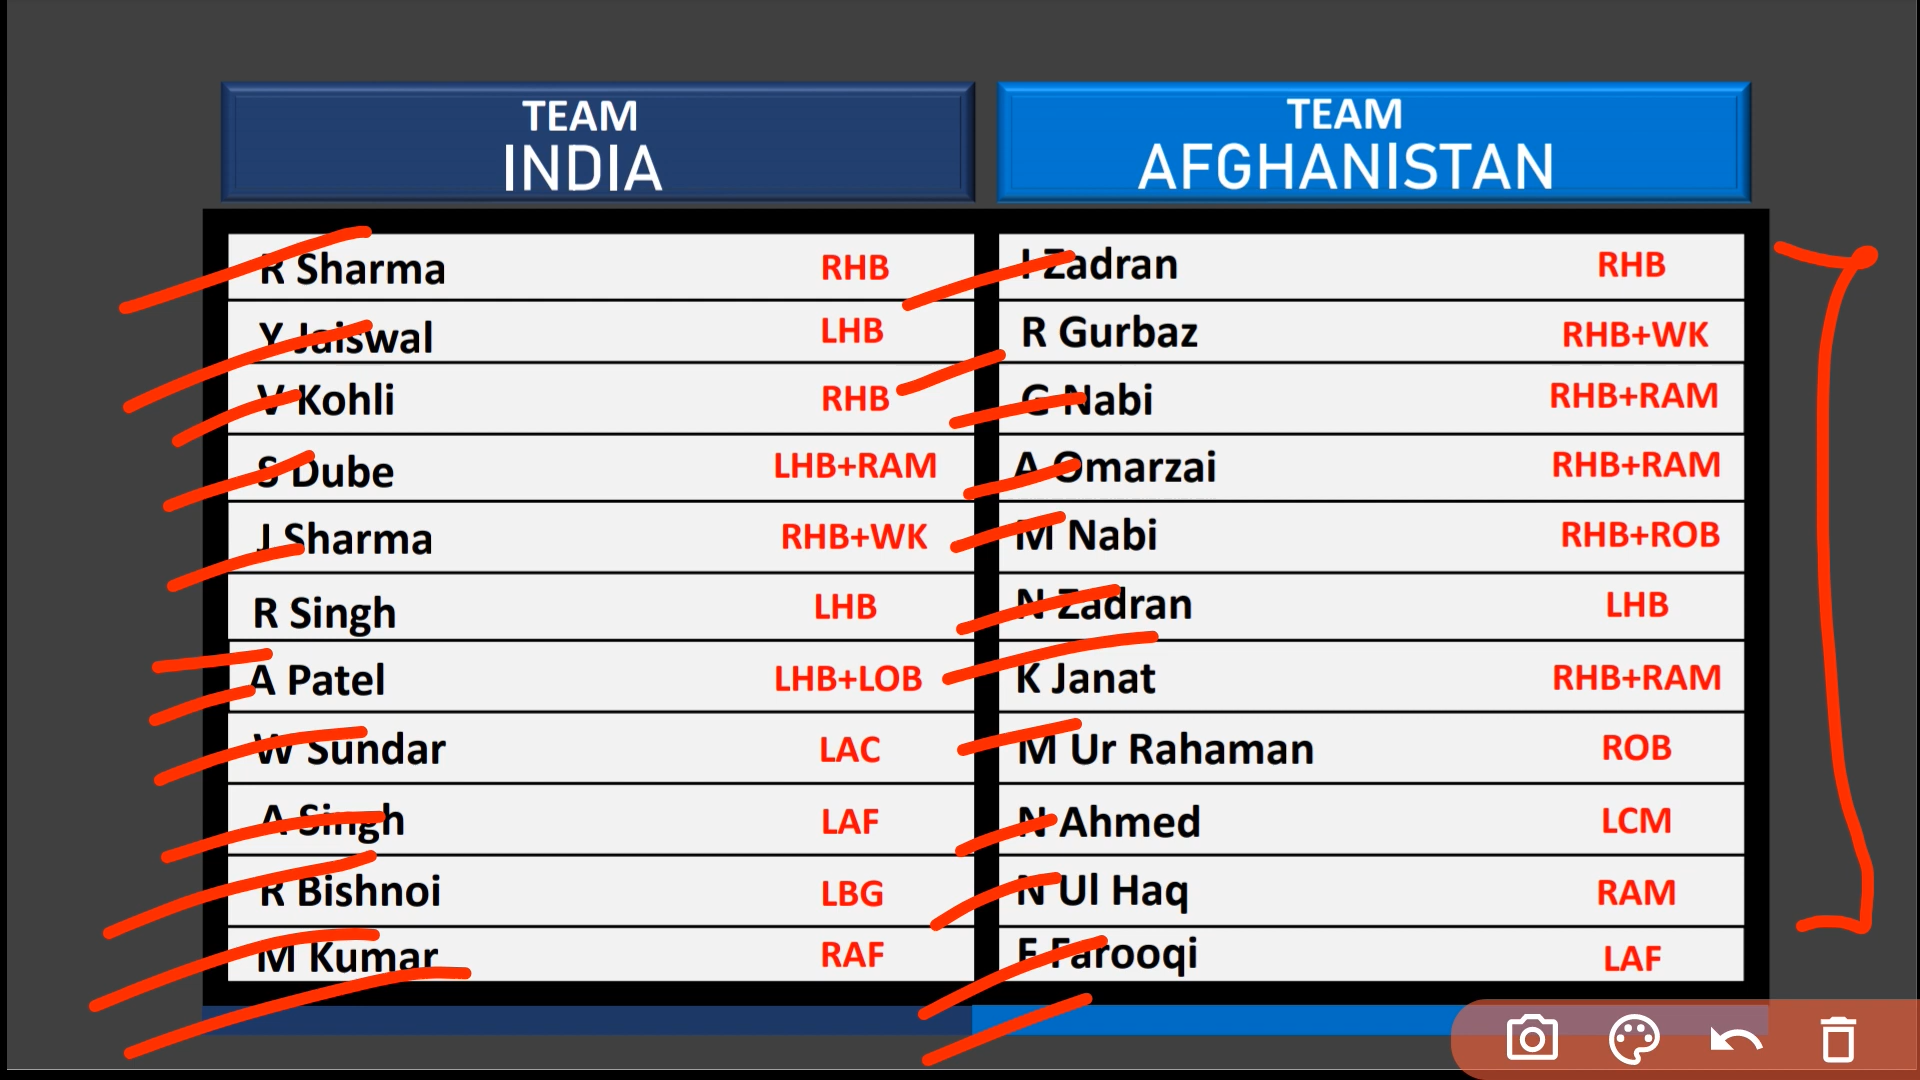 TEAM
INDIA
TEAM
AFGHANISTAN
R Sharma RHB
Y Jaiswal LHB
V Kohli RHB
S Dube LHB+RAM
J Sharma RHB+WK
R Singh LHB
A Patel LHB+LOB
W Sundar LAC
A Singh LAF
R Bishnoi LBG
M Kumar RAF
I Zadran RHB
R Gurbaz RHB+WK
G Nabi RHB+RAM
A Omarzai RHB+RAM
M Nabi RHB+ROB
N Zadran LHB
K Janat RHB+RAM
M Ur Rahaman ROB
N Ahmed LCM
N Ul Haq RAM
F Farooqi LAF